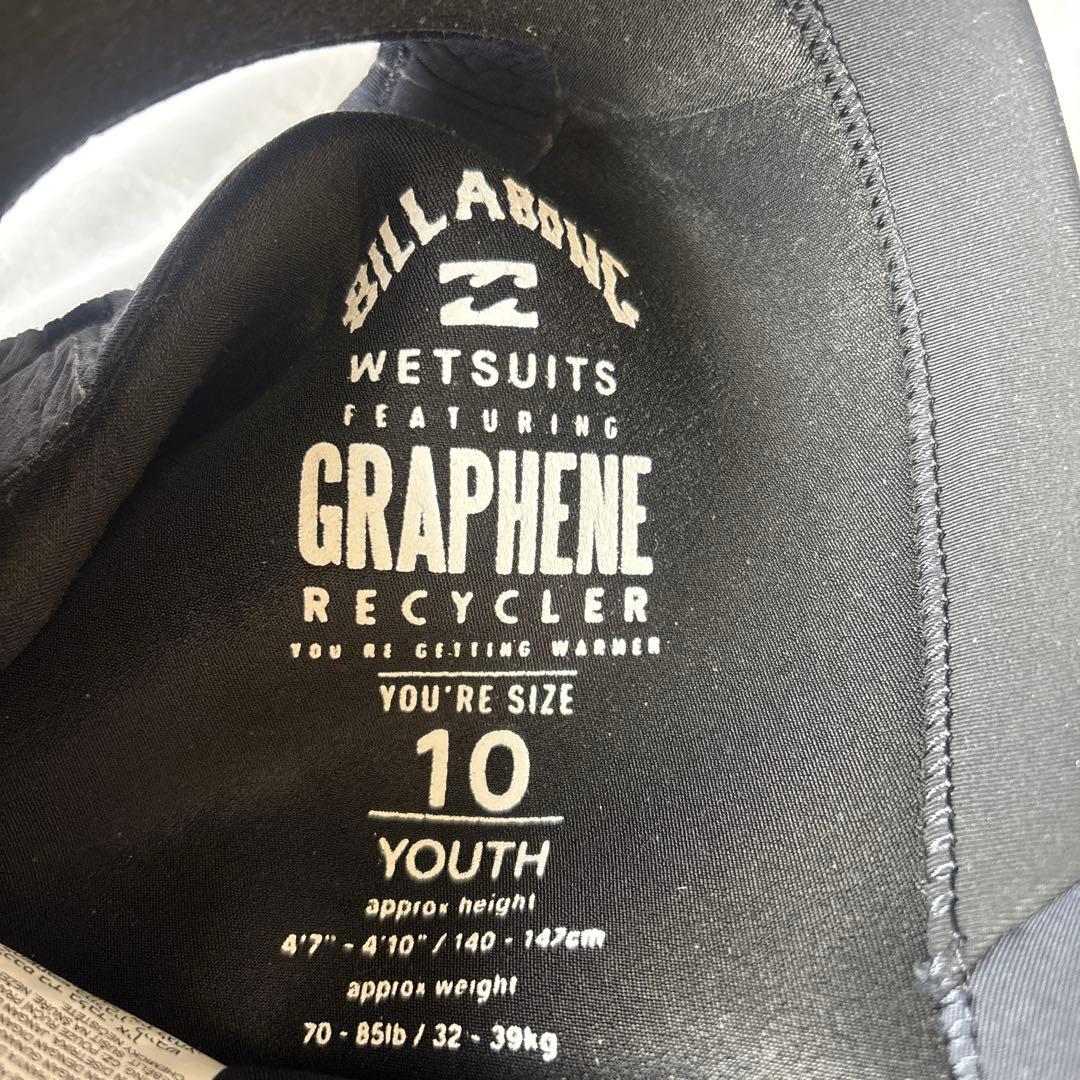 BILLABONG
WETSUITS
FEATURING
GRAPHENE
RECYCLER
YOU'RE GETTING WARMER
YOU'RE SIZE
10
YOUTH
approx height
4'7" - 4'10" / 140 - 147cm
approx weight
70 - 85lb / 32 - 39kg